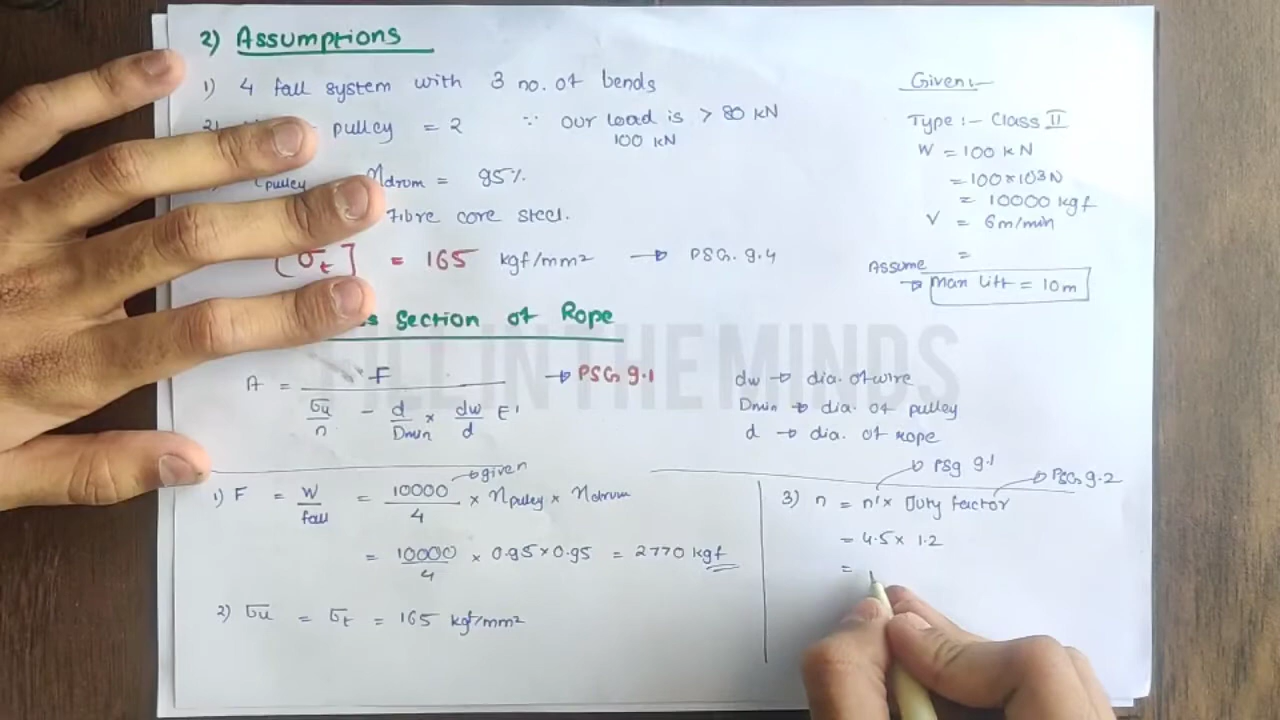 2) Assumptions
1) 4 fall system with 3 no. of bends
pulley = 2 ∵ our load is > 80 kN
100 kN
pulley ηdrum = 95%
Fibre core steel.
[σt] = 165 kgf/mm2 → PSG 9.4
section of Rope
A = F / (σu/n - d/Dmin × dw/d E') → PSG 9.1
1) F = W/fall = 10000/4 × ηpulley × ηdrum → given
= 10000/4 × 0.95×0.95 = 2770 kgf
2) σu = σt = 165 kgf/mm2
Given:-
Type:- Class II
W = 100 kN
= 100×103N
= 10000 kgf
V = 6m/min
=
Assume
→ Max lift = 10m
dw → dia. of wire
Dmin → dia. of pulley
d → dia. of rope
→ PSG 9.1 → PSG 9.2
3) n = n'× Duty factor
= 4.5 × 1.2
=
THE MINDS